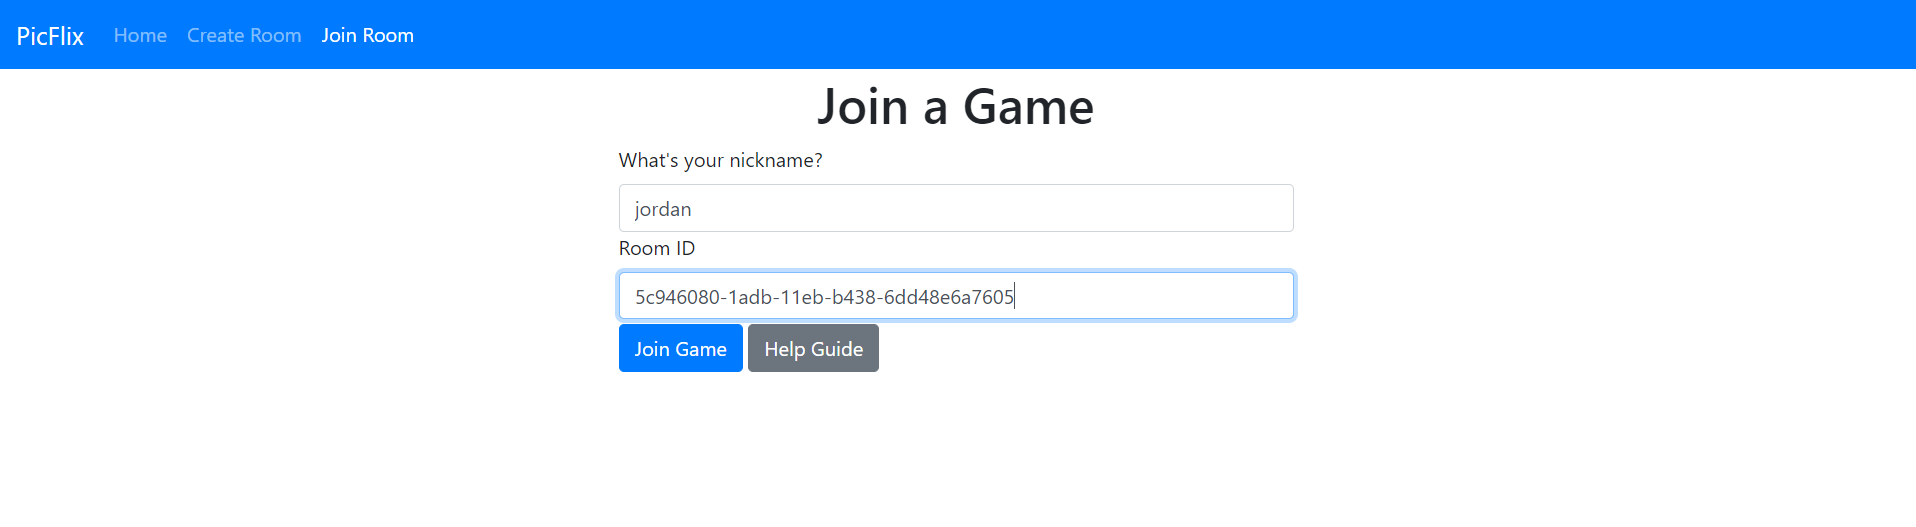 PicFlix Home Create Room Join Room
Join a Game
What's your nickname?
jordan
Room ID
5c946080-1adb-11eb-b438-6dd48e6a7605
Join Game Help Guide